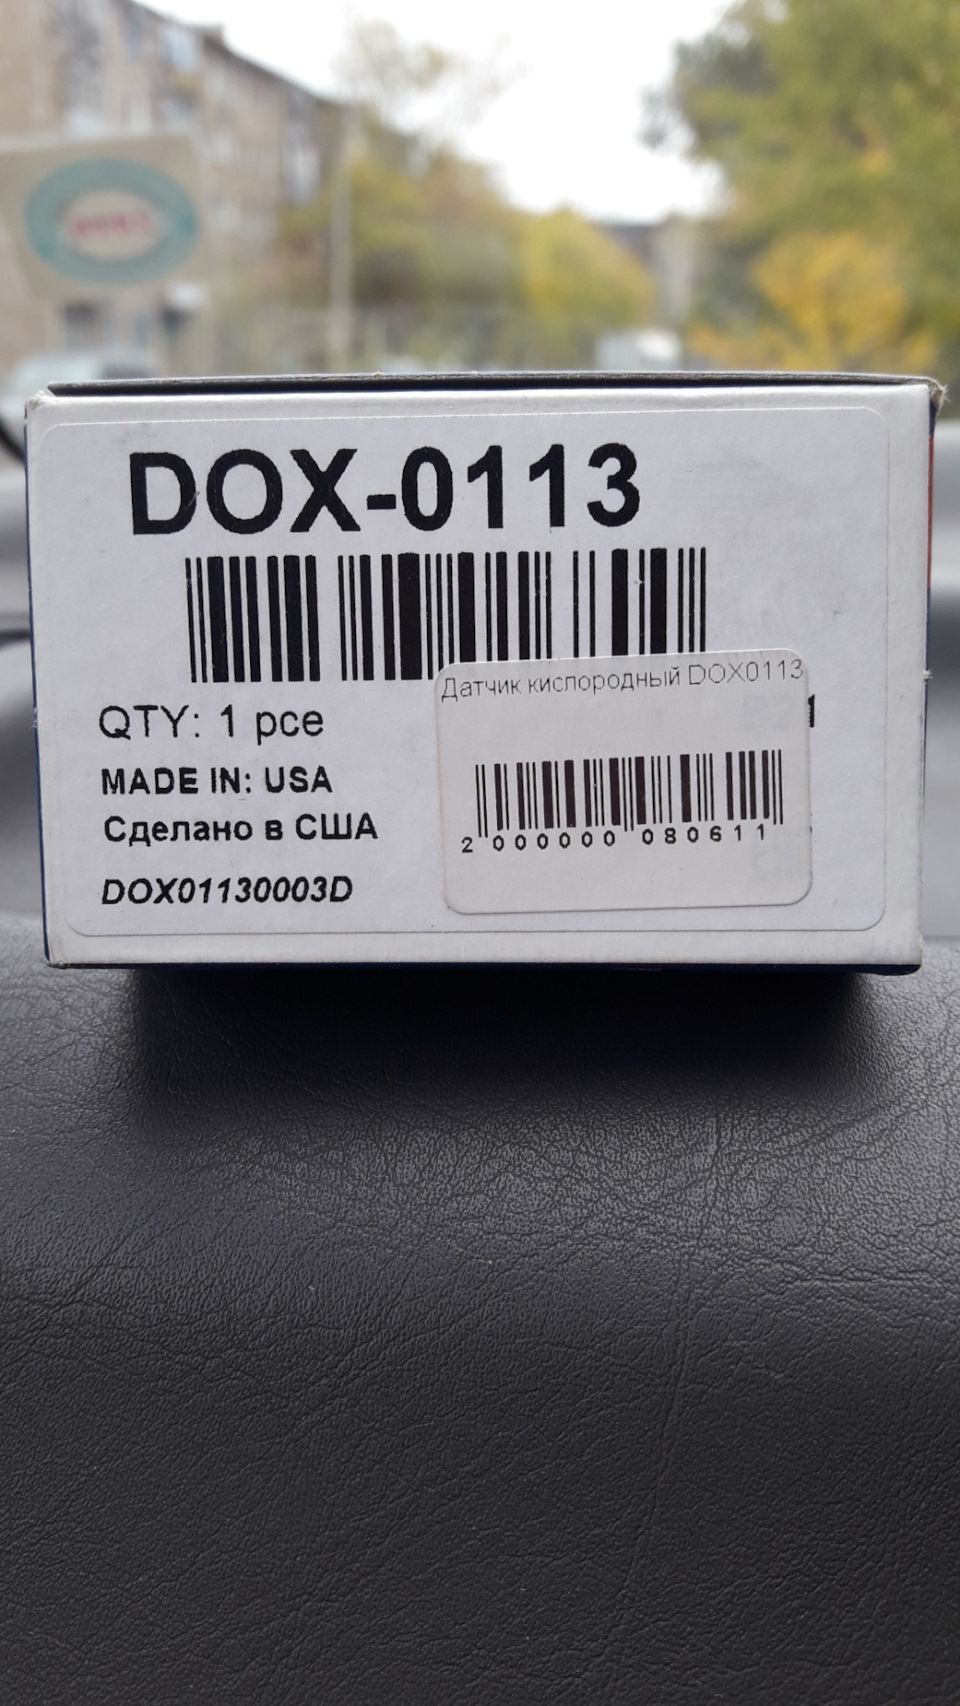 DOX-0113
Датчик кислородный DOX0113
QTY: 1 pce
MADE IN: USA
Сделано в США
2 000000 080611
DOX01130003D